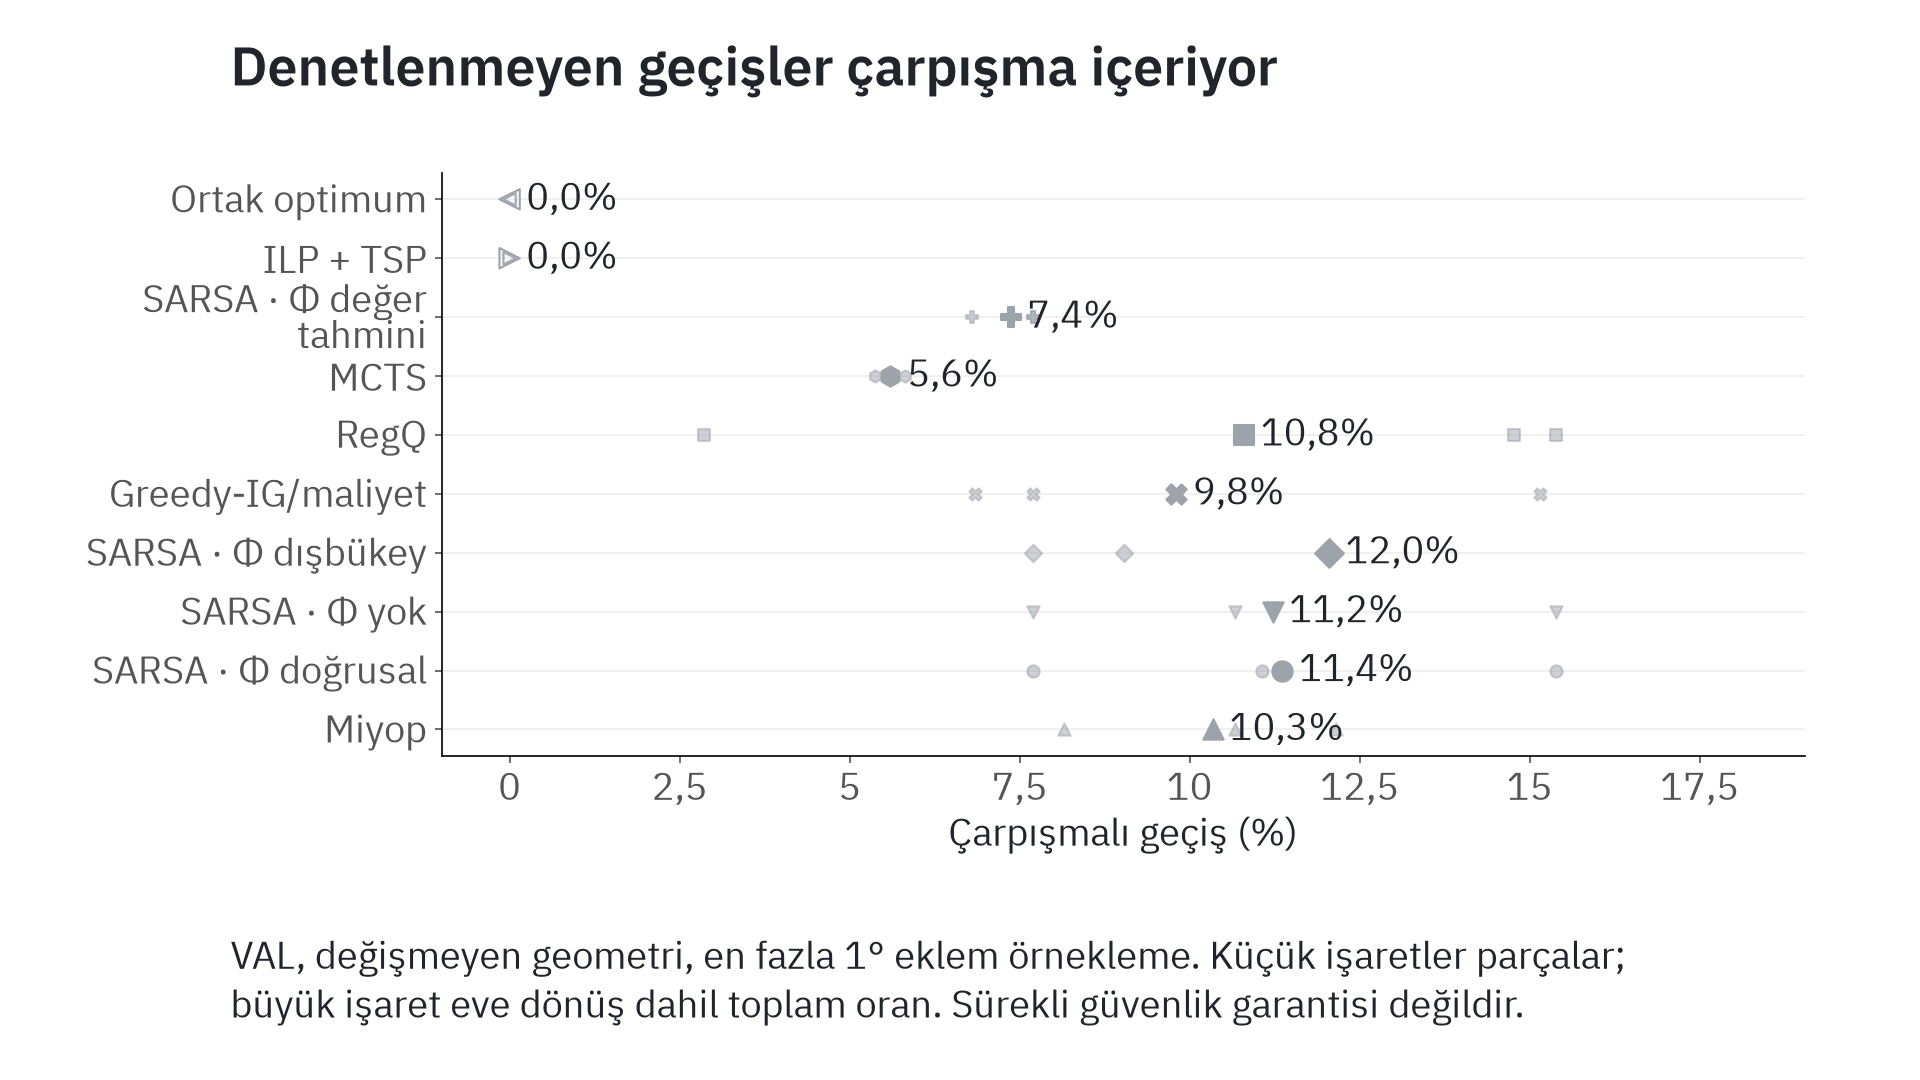 Denetlenmeyen geçişler çarpışma içeriyor
Ortak optimum
0,0%
ILP + TSP
0,0%
SARSA · Φ değer
tahmini
7,4%
MCTS
5,6%
RegQ
10,8%
Greedy-IG/maliyet
9,8%
SARSA · Φ dışbükey
12,0%
SARSA · Φ yok
11,2%
SARSA · Φ doğrusal
11,4%
Miyop
10,3%
0 2,5 5 7,5 10 12,5 15 17,5
Çarpışmalı geçiş (%)
VAL, değişmeyen geometri, en fazla 1° eklem örnekleme. Küçük işaretler parçalar;
büyük işaret eve dönüş dahil toplam oran. Sürekli güvenlik garantisi değildir.